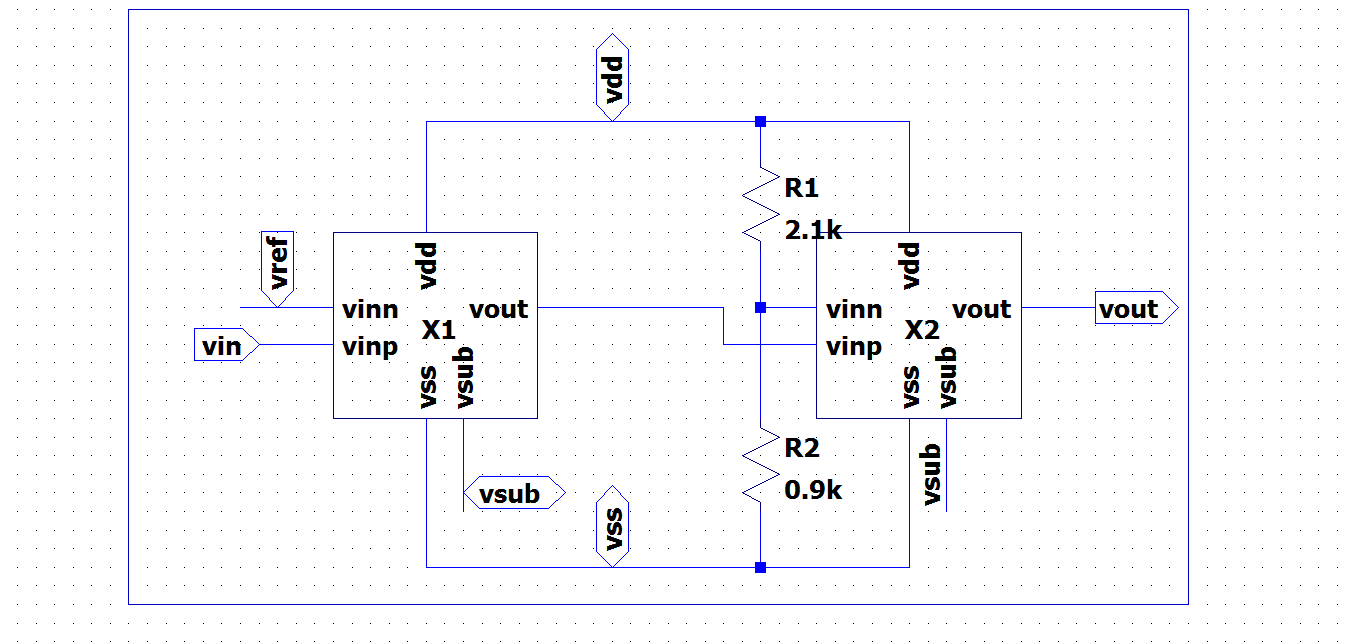 vdd
R1
2.1k
vref
vdd
vdd
vinn
vout
vinn
vout
vout
X1
X2
vin
vinp
vinp
vss
vsub
vss
vsub
R2
0.9k
vsub
vsub
vss